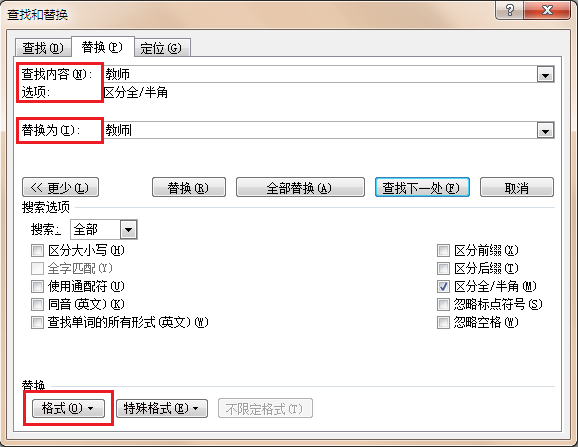 查找和替换
查找(D) 替换(P) 定位(G)
查找内容(N): 教师
选项: 区分全/半角
替换为(I): 教师
<< 更少(L) 替换(R) 全部替换(A) 查找下一处(F) 取消
搜索选项
搜索: 全部
区分大小写(H) 区分前缀(X)
全字匹配(Y) 区分后缀(T)
使用通配符(U) 区分全/半角(M)
同音(英文)(K) 忽略标点符号(S)
查找单词的所有形式(英文)(W) 忽略空格(W)
替换
格式(O) 特殊格式(E) 不限定格式(T)